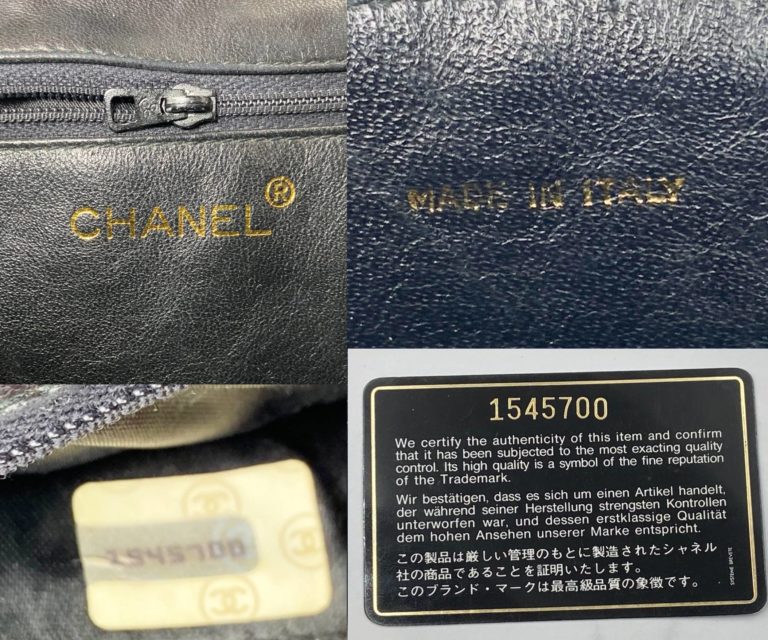 CHANEL®
MADE IN ITALY
1545700
1545700
We certify the authenticity of this item and confirm
that it has been subjected to the most exacting quality
control. Its high quality is a symbol of the fine reputation
of the Trademark.
Wir bestätigen, dass es sich um einen Artikel handelt,
der während seiner Herstellung strengsten Kontrollen
unterworfen war, und dessen erstklassige Qualität
dem hohen Ansehen unserer Marke entspricht.
この製品は厳しい管理のもとに製造されたシャネル
社の商品であることを証明いたします。
このブランド・マークは最高級品質の象徴です。